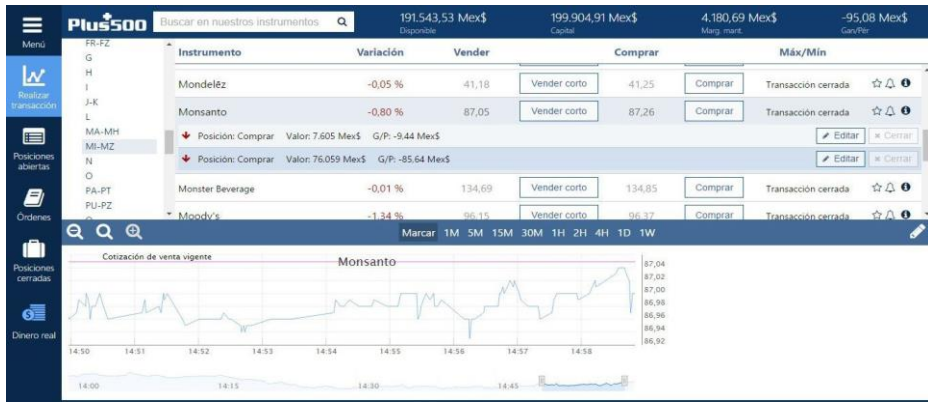 Menú
Plus500
Buscar en nuestros instrumentos
191.543,53 Mex$
Disponible
199.904,91 Mex$
Capital
4.180,69 Mex$
Marg. mant.
-95,08 Mex$
Gan/Pér
Realizar transacción
Posiciones abiertas
Órdenes
Posiciones cerradas
Dinero real
FR-FZ
G
H
I
J-K
L
MA-MH
MI-MZ
N
O
PA-PT
PU-PZ
Instrumento Variación Vender Comprar Máx/Mín
Mondelēz -0,05 % 41,18 Vender corto 41,25 Comprar Transacción cerrada
Monsanto -0,80 % 87,05 Vender corto 87,26 Comprar Transacción cerrada
Posición: Comprar Valor: 7.605 Mex$ G/P: -9.44 Mex$ Editar Cerrar
Posición: Comprar Valor: 76.059 Mex$ G/P: -85.64 Mex$ Editar Cerrar
Monster Beverage -0,01 % 134,69 Vender corto 134,85 Comprar Transacción cerrada
Moody's -1,34 % 96,15 Vender corto 96,37 Comprar Transacción cerrada
Marcar 1M 5M 15M 30M 1H 2H 4H 1D 1W
Cotización de venta vigente
Monsanto
87,04
87,02
87,00
86,98
86,96
86,94
86,92
14:50 14:51 14:52 14:53 14:54 14:55 14:56 14:57 14:58
14:00 14:15 14:30 14:45